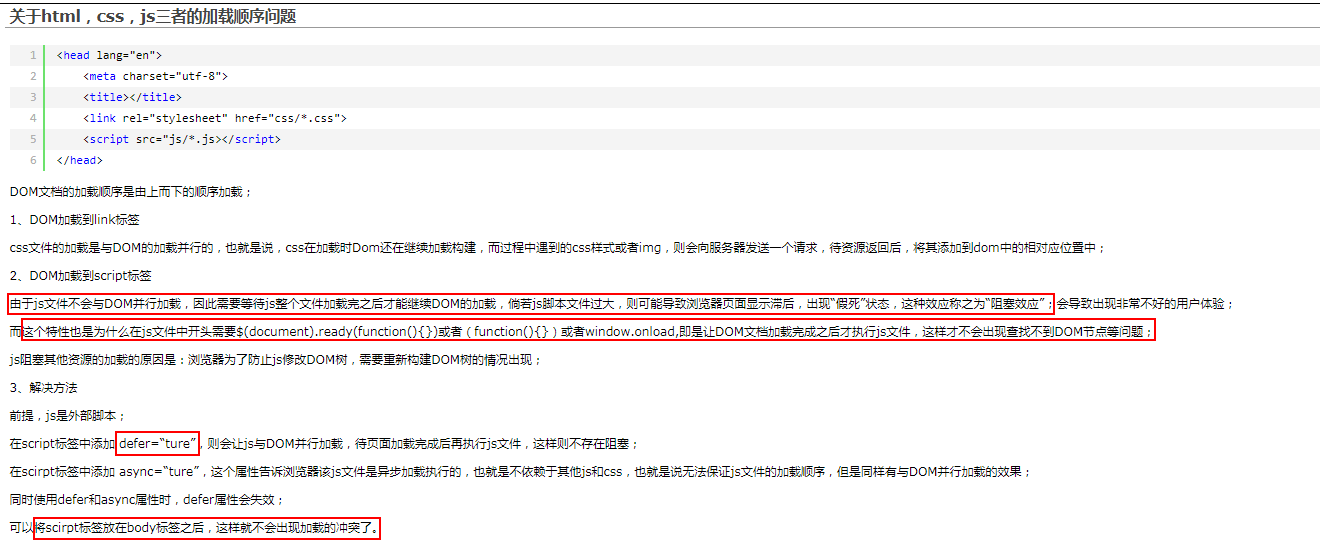 关于html，css，js三者的加载顺序问题
1 <head lang="en">
2 <meta charset="utf-8">
3 <title></title>
4 <link rel="stylesheet" href="css/*.css">
5 <script src="js/*.js></script>
6 </head>
DOM文档的加载顺序是由上而下的顺序加载；
1、DOM加载到link标签
css文件的加载是与DOM的加载并行的，也就是说，css在加载时Dom还在继续加载构建，而过程中遇到的css样式或者img，则会向服务器发送一个请求，待资源返回后，将其添加到dom中的相对应位置中；
2、DOM加载到script标签
由于js文件不会与DOM并行加载，因此需要等待js整个文件加载完之后才能继续DOM的加载，倘若js脚本文件过大，则可能导致浏览器页面显示滞后，出现“假死”状态，这种效应称之为“阻塞效应”；会导致出现非常不好的用户体验；
而这个特性也是为什么在js文件中开头需要$(document).ready(function(){})或者（function(){}）或者window.onload,即是让DOM文档加载完成之后才执行js文件，这样才不会出现查找不到DOM节点等问题；
js阻塞其他资源的加载的原因是：浏览器为了防止js修改DOM树，需要重新构建DOM树的情况出现；
3、解决方法
前提，js是外部脚本；
在script标签中添加 defer=“ture”，则会让js与DOM并行加载，待页面加载完成后再执行js文件，这样则不存在阻塞；
在scirpt标签中添加 async=“ture”，这个属性告诉浏览器该js文件是异步加载执行的，也就是不依赖于其他js和css，也就是说无法保证js文件的加载顺序，但是同样有与DOM并行加载的效果；
同时使用defer和async属性时，defer属性会失效；
可以将scirpt标签放在body标签之后，这样就不会出现加载的冲突了。